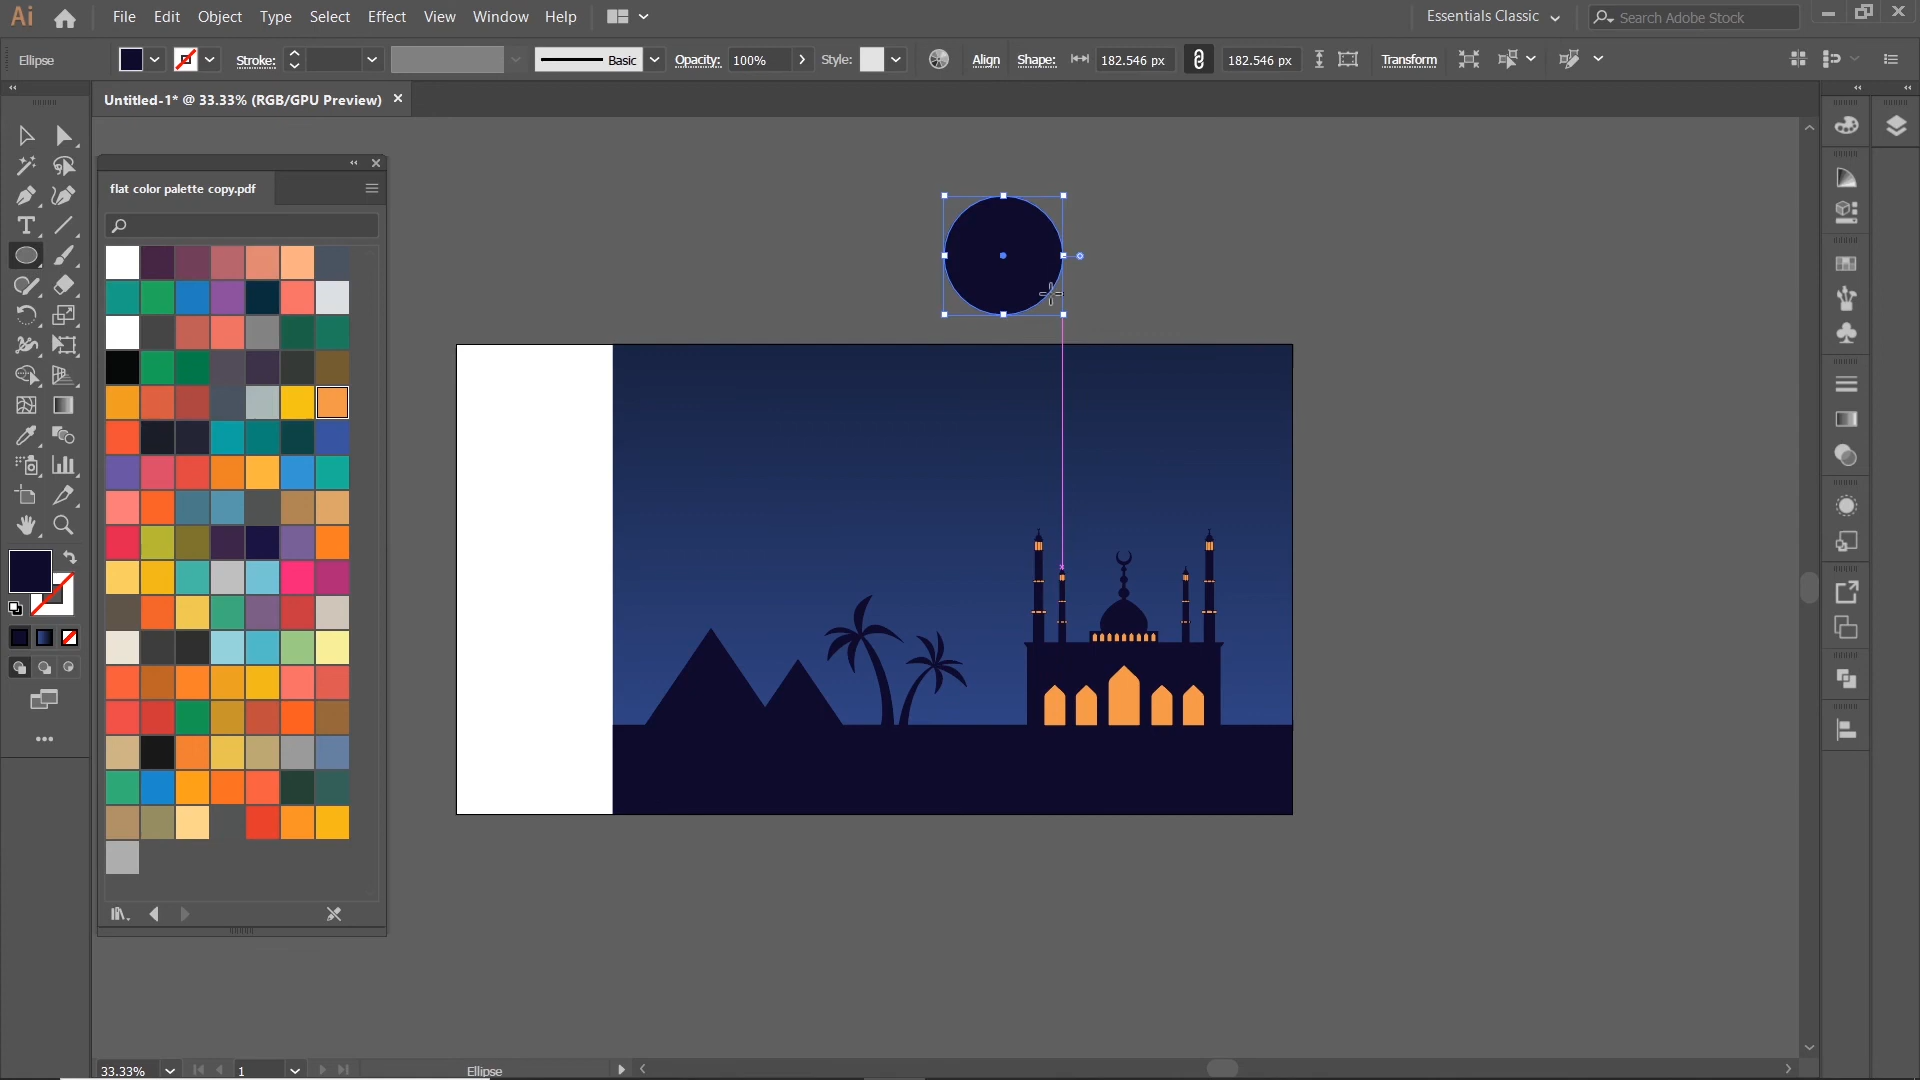 Ai File Edit Object Type Select Effect View Window Help Essentials Classic Search Adobe Stock
Ellipse Stroke: Basic Opacity: 100% Style: Align Shape: 182.546 px 182.546 px Transform
Untitled-1* @ 33.33% (RGB/GPU Preview)
flat color palette copy.pdf
33.33% 1 Ellipse